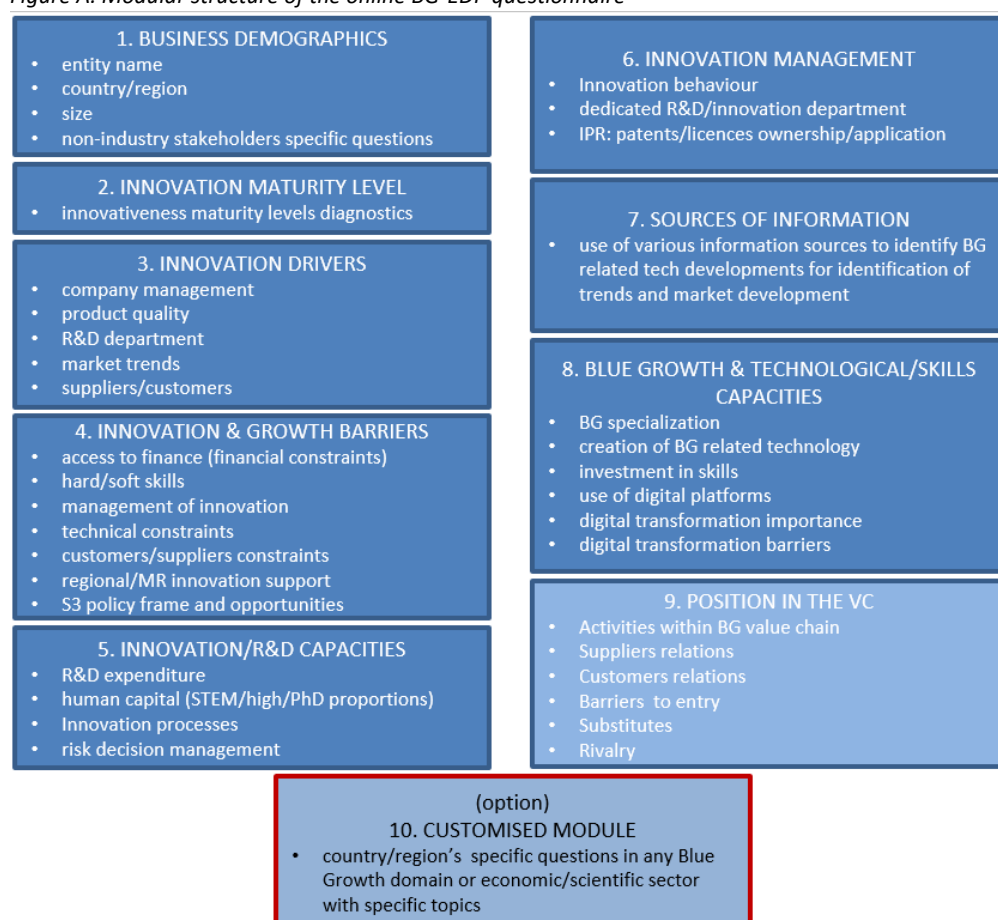 Figure A. Modular structure of the online BG-EDP questionnaire
1. BUSINESS DEMOGRAPHICS
• entity name
• country/region
• size
• non-industry stakeholders specific questions
2. INNOVATION MATURITY LEVEL
• innovativeness maturity levels diagnostics
3. INNOVATION DRIVERS
• company management
• product quality
• R&D department
• market trends
• suppliers/customers
4. INNOVATION & GROWTH BARRIERS
• access to finance (financial constraints)
• hard/soft skills
• management of innovation
• technical constraints
• customers/suppliers constraints
• regional/MR innovation support
• S3 policy frame and opportunities
5. INNOVATION/R&D CAPACITIES
• R&D expenditure
• human capital (STEM/high/PhD proportions)
• Innovation processes
• risk decision management
6. INNOVATION MANAGEMENT
• Innovation behaviour
• dedicated R&D/innovation department
• IPR: patents/licences ownership/application
7. SOURCES OF INFORMATION
• use of various information sources to identify BG
related tech developments for identification of
trends and market development
8. BLUE GROWTH & TECHNOLOGICAL/SKILLS
CAPACITIES
• BG specialization
• creation of BG related technology
• investment in skills
• use of digital platforms
• digital transformation importance
• digital transformation barriers
9. POSITION IN THE VC
• Activities within BG value chain
• Suppliers relations
• Customers relations
• Barriers to entry
• Substitutes
• Rivalry
(option)
10. CUSTOMISED MODULE
• country/region's specific questions in any Blue
Growth domain or economic/scientific sector
with specific topics